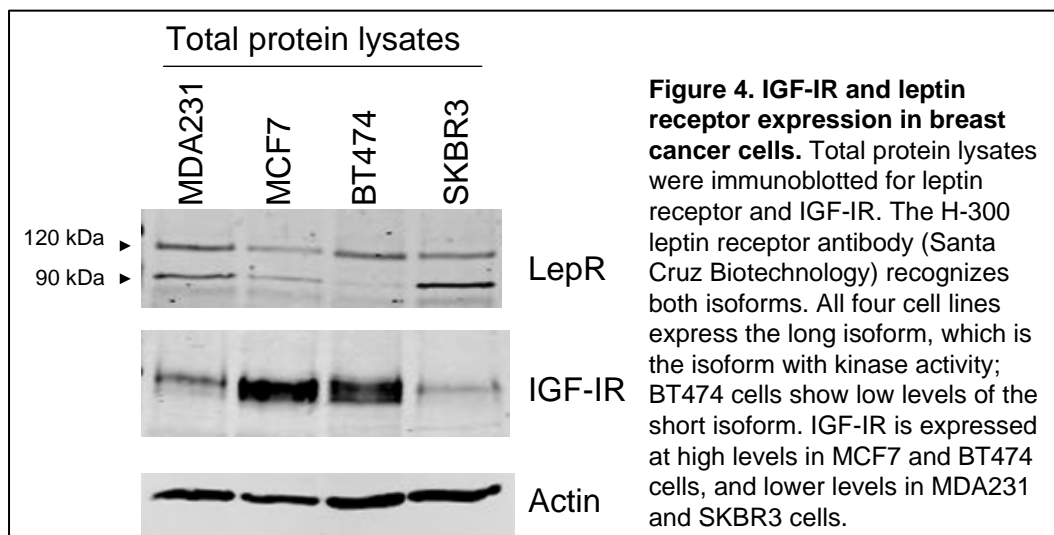 Total protein lysates
MDA231
MCF7
BT474
SKBR3
120 kDa ►
90 kDa ►
LepR
IGF-IR
Actin
Figure 4. IGF-IR and leptin
receptor expression in breast
cancer cells. Total protein lysates
were immunoblotted for leptin
receptor and IGF-IR. The H-300
leptin receptor antibody (Santa
Cruz Biotechnology) recognizes
both isoforms. All four cell lines
express the long isoform, which is
the isoform with kinase activity;
BT474 cells show low levels of the
short isoform. IGF-IR is expressed
at high levels in MCF7 and BT474
cells, and lower levels in MDA231
and SKBR3 cells.